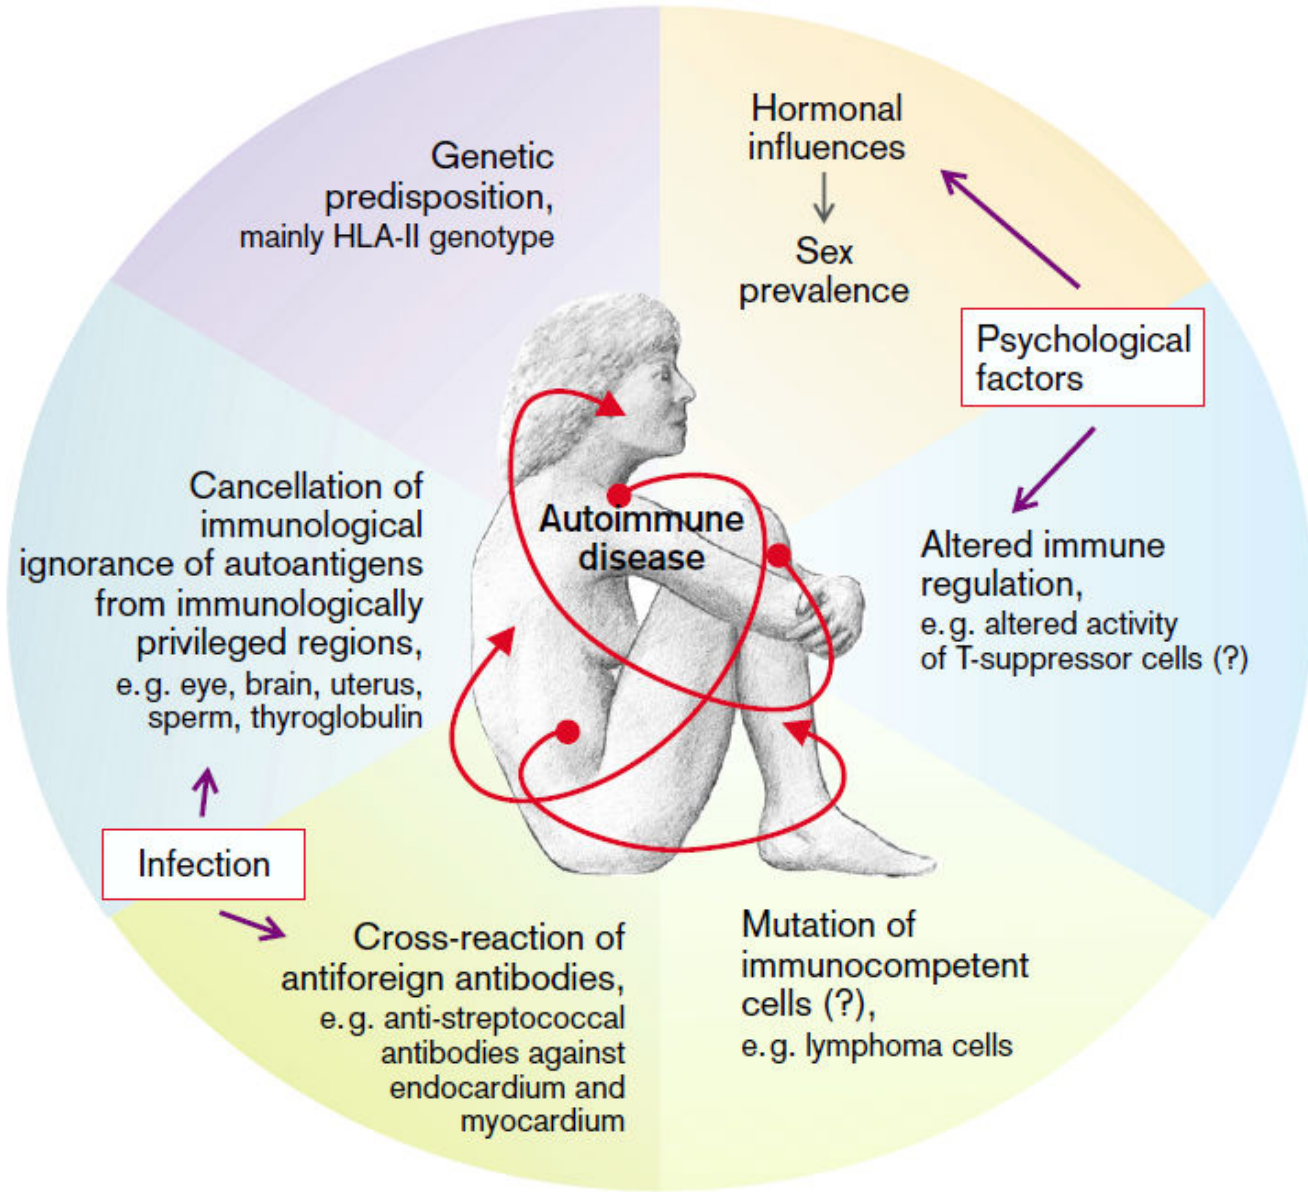 Genetic
predisposition,
mainly HLA-II genotype
Hormonal
influences
Sex
prevalence
Psychological
factors
Altered immune
regulation,
e.g. altered activity
of T-suppressor cells (?)
Autoimmune
disease
Cancellation of
immunological
ignorance of autoantigens
from immunologically
privileged regions,
e.g. eye, brain, uterus,
sperm, thyroglobulin
Infection
Cross-reaction of
antiforeign antibodies,
e.g. anti-streptococcal
antibodies against
endocardium and
myocardium
Mutation of
immunocompetent
cells (?),
e.g. lymphoma cells